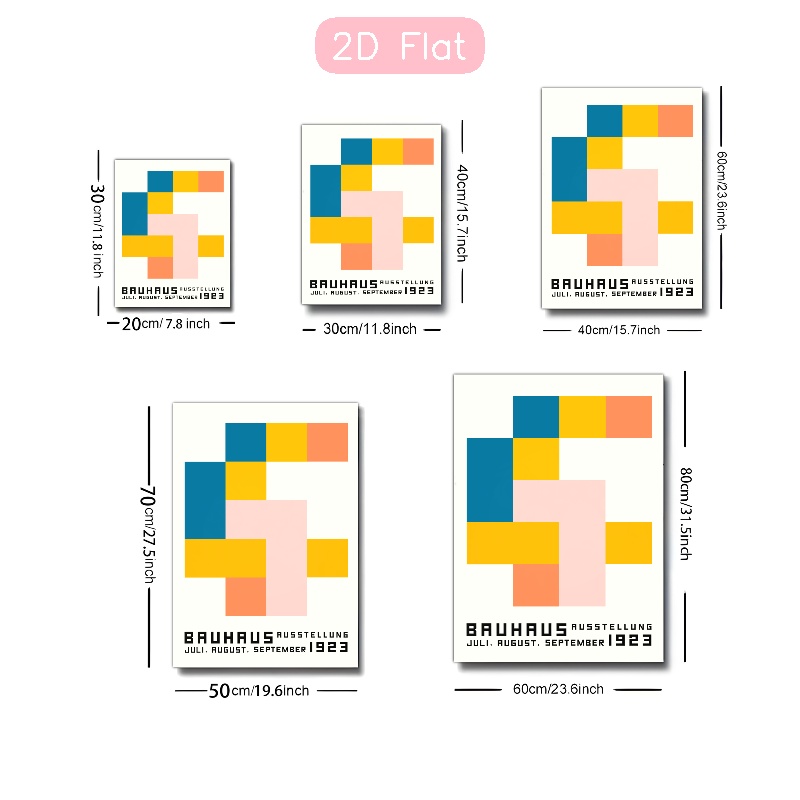 2D Flat
30cm/11.8 inch
BAUHAUS AUSSTELLUNG
JULI. AUGUST. SEPTEMBER 1923
20cm/ 7.8 inch
40cm/15.7inch
BAUHAUS AUSSTELLUNG
JULI. AUGUST. SEPTEMBER 1923
30cm/11.8inch
60cm/23.6inch
BAUHAUS AUSSTELLUNG
JULI. AUGUST. SEPTEMBER 1923
40cm/15.7inch
70cm/27.5inch
BAUHAUS AUSSTELLUNG
JULI. AUGUST. SEPTEMBER 1923
50cm/19.6inch
80cm/31.5inch
BAUHAUS AUSSTELLUNG
JULI. AUGUST. SEPTEMBER 1923
60cm/23.6inch